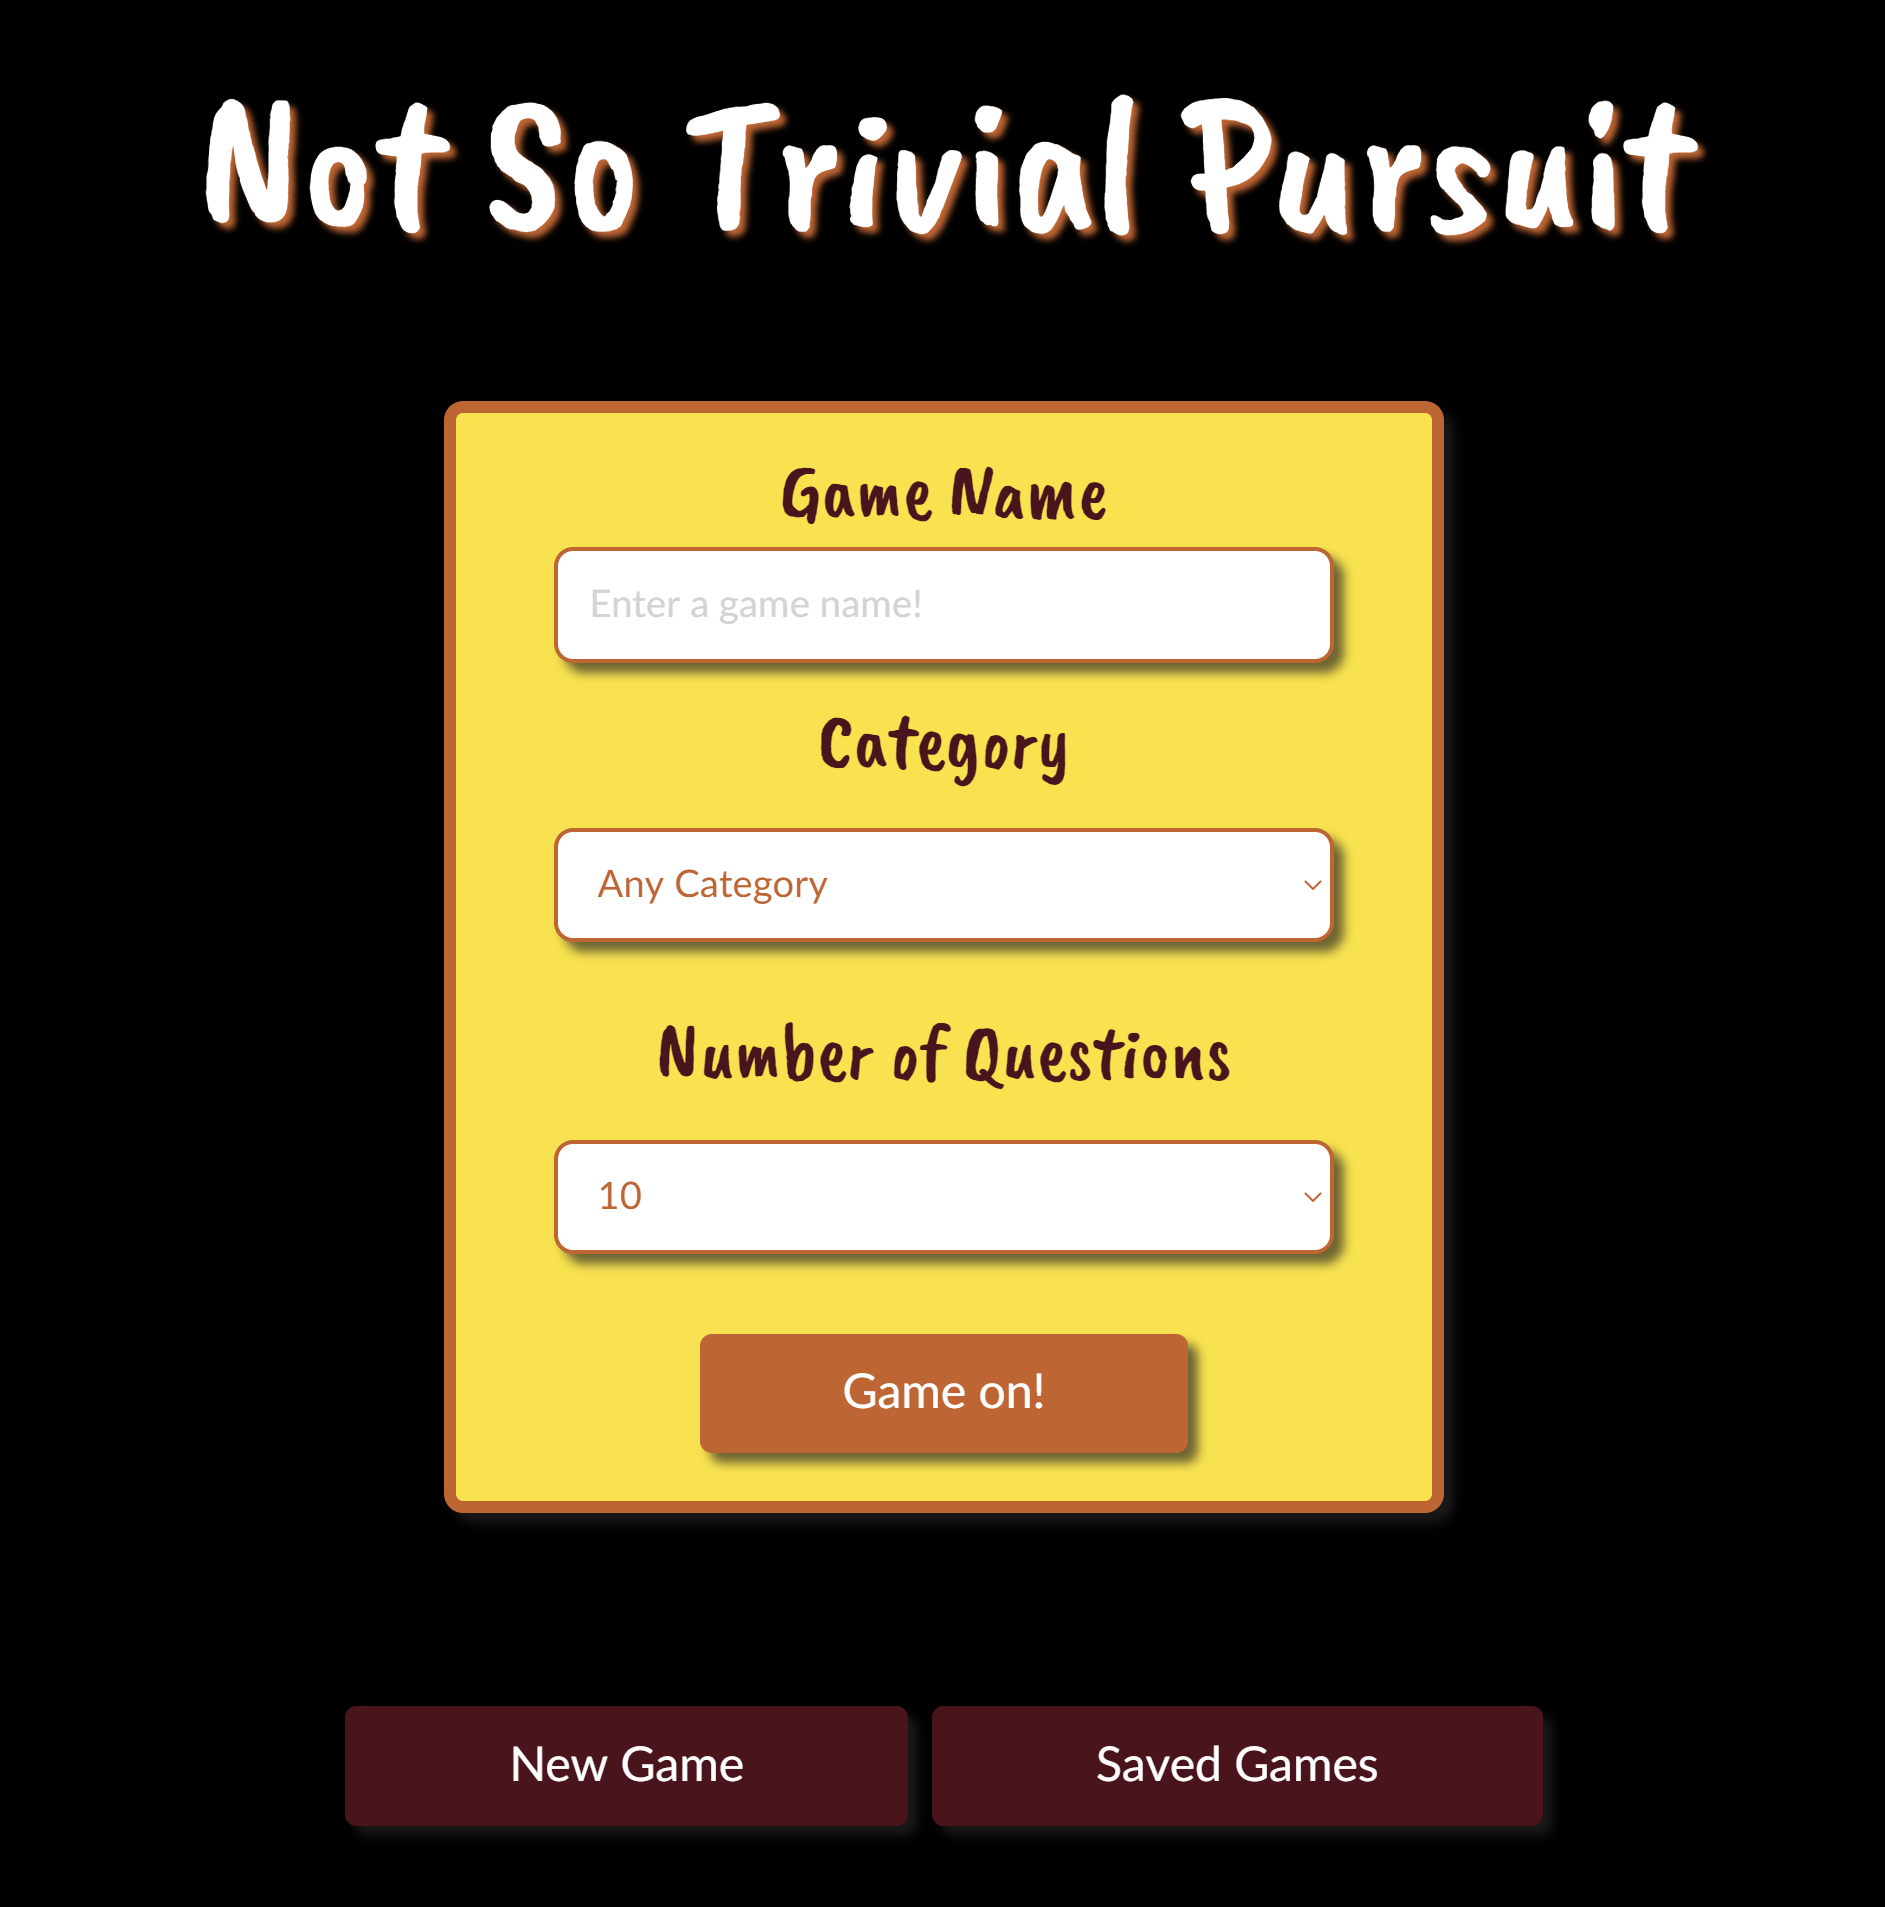 Not So Trivial Pursuit
Game Name
Enter a game name!
Category
Any Category
Number of Questions
10
Game on!
New Game
Saved Games